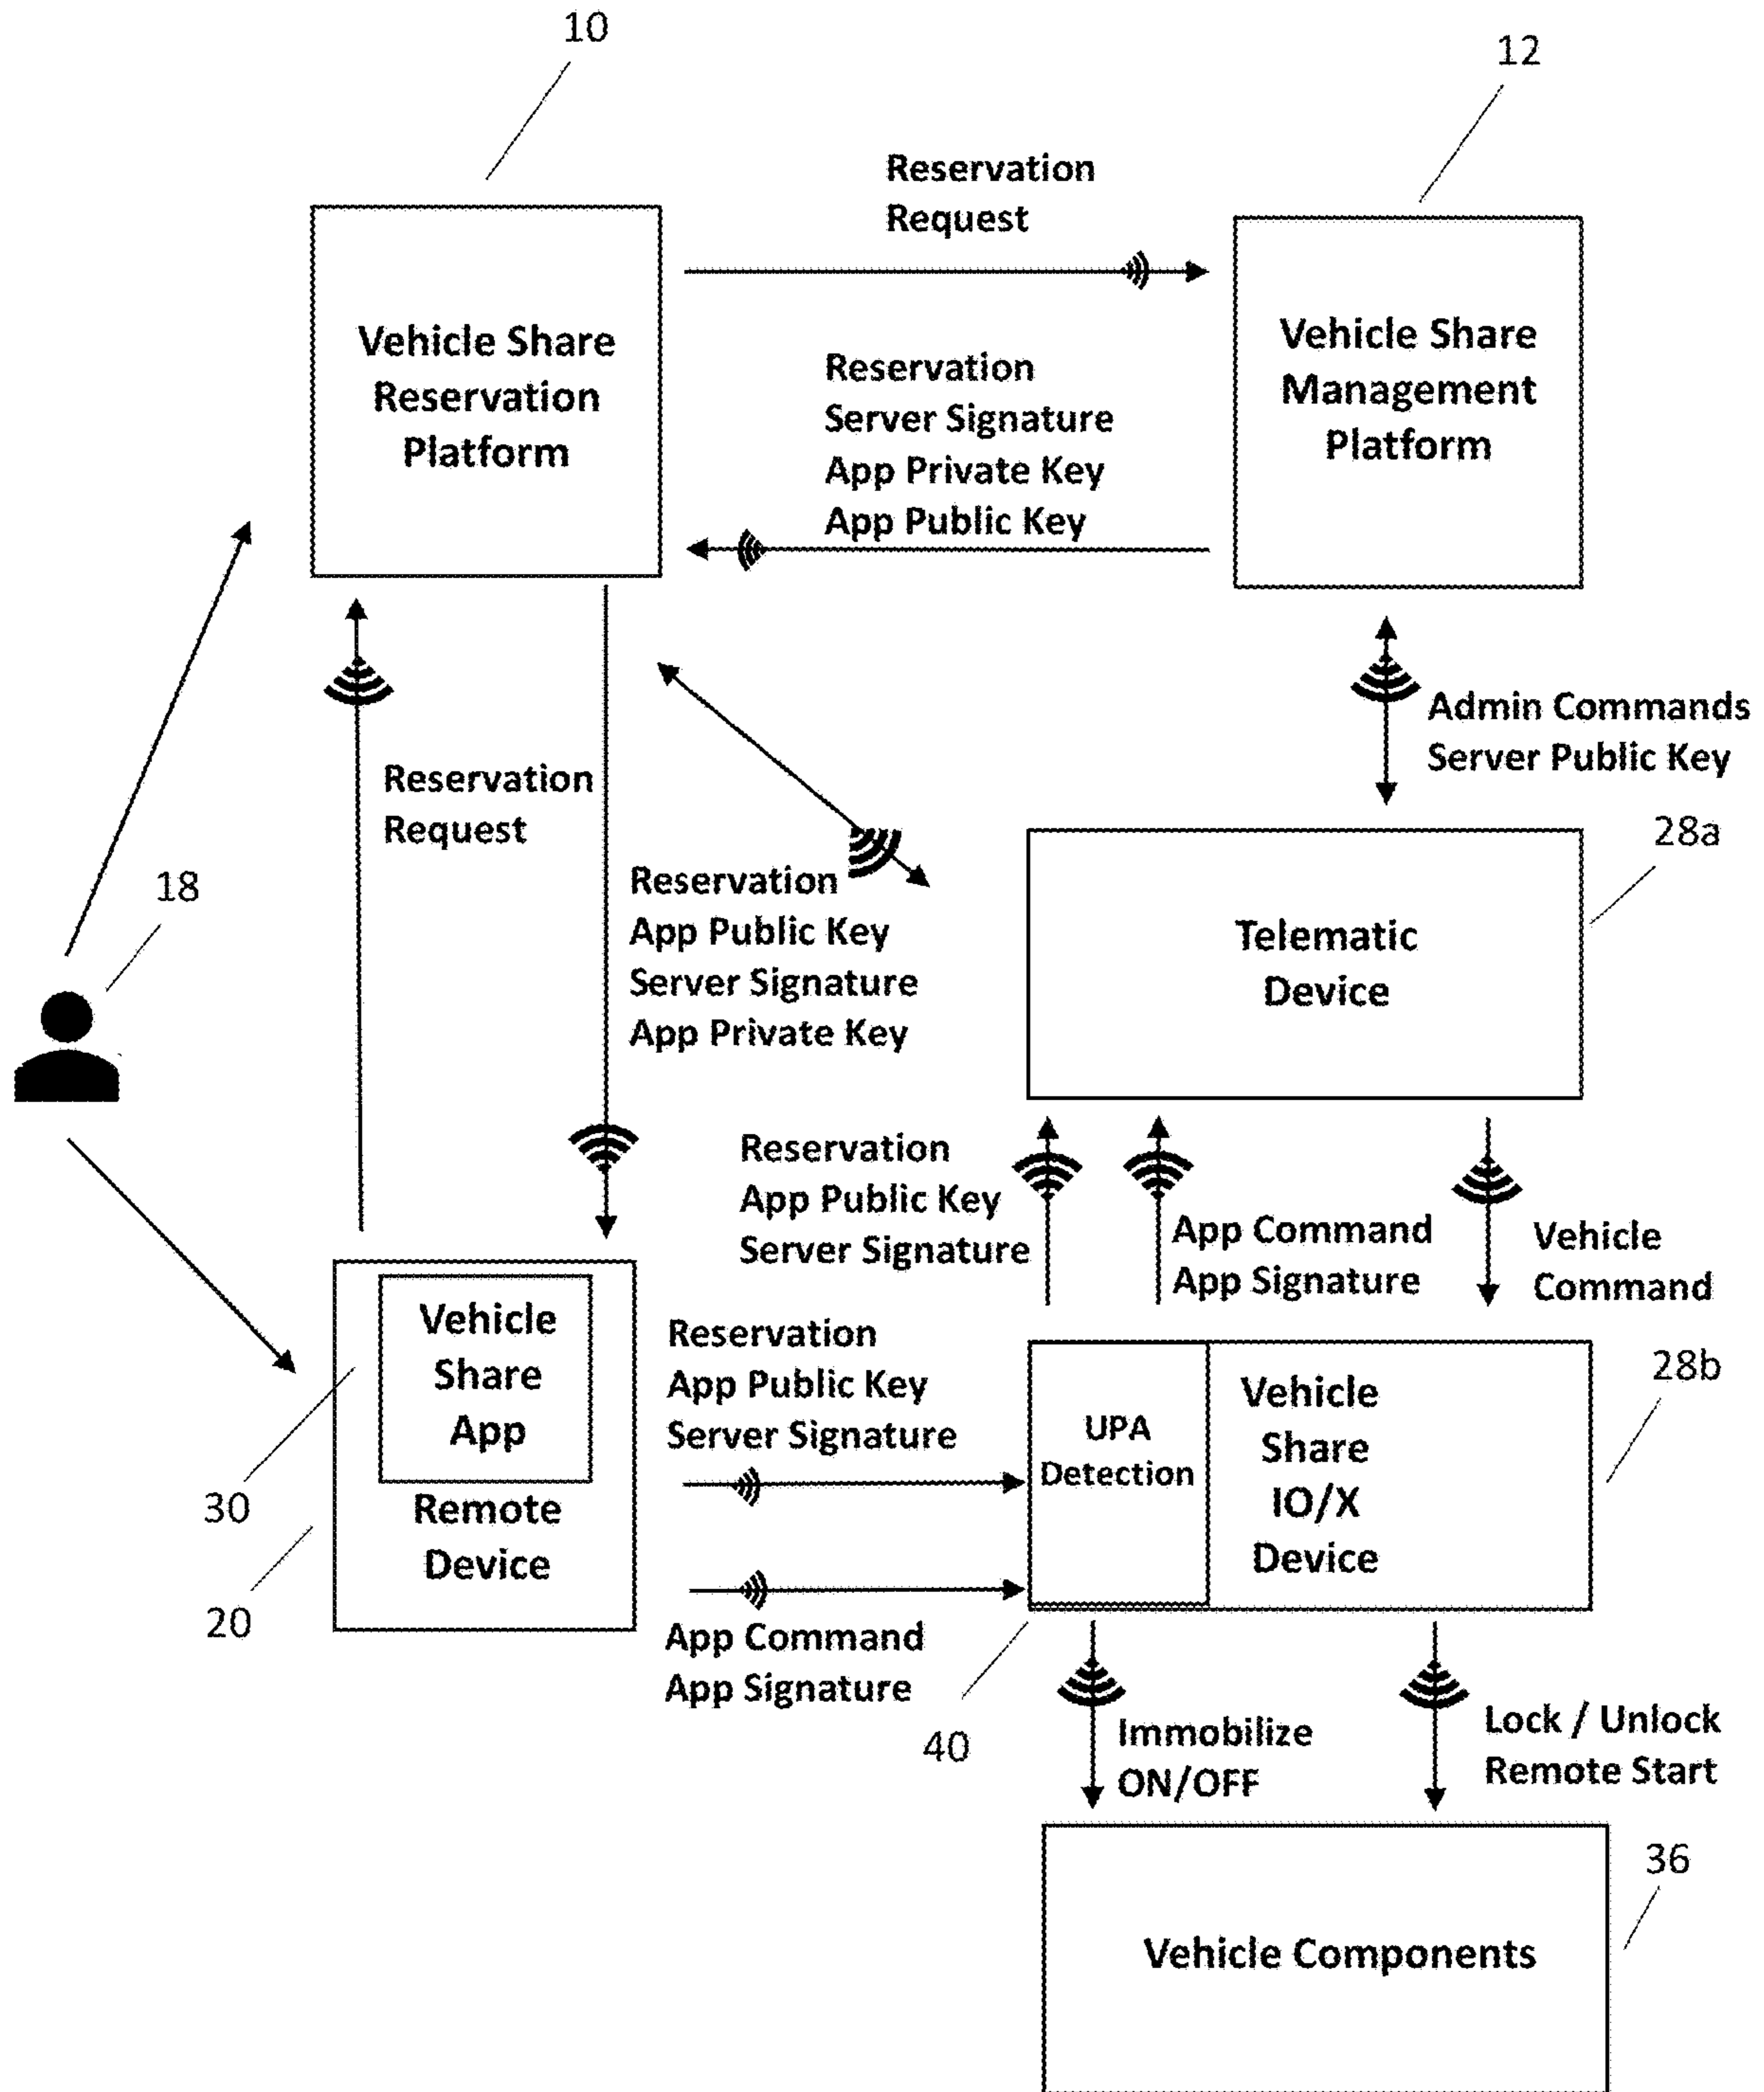 10
12
Reservation
Request
Vehicle Share
Reservation
Platform
Vehicle Share
Management
Platform
Reservation
Server Signature
App Private Key
App Public Key
Admin Commands
Server Public Key
Reservation
Request
28a
18
Reservation
App Public Key
Server Signature
App Private Key
Telematic
Device
Reservation
App Public Key
Server Signature
App Command
App Signature
Vehicle
Command
Vehicle
Share
App
Remote
Device
30
20
Reservation
App Public Key
Server Signature
App Command
App Signature
UPA
Detection
Vehicle
Share
IO/X
Device
28b
40
Immobilize
ON/OFF
Lock / Unlock
Remote Start
36
Vehicle Components